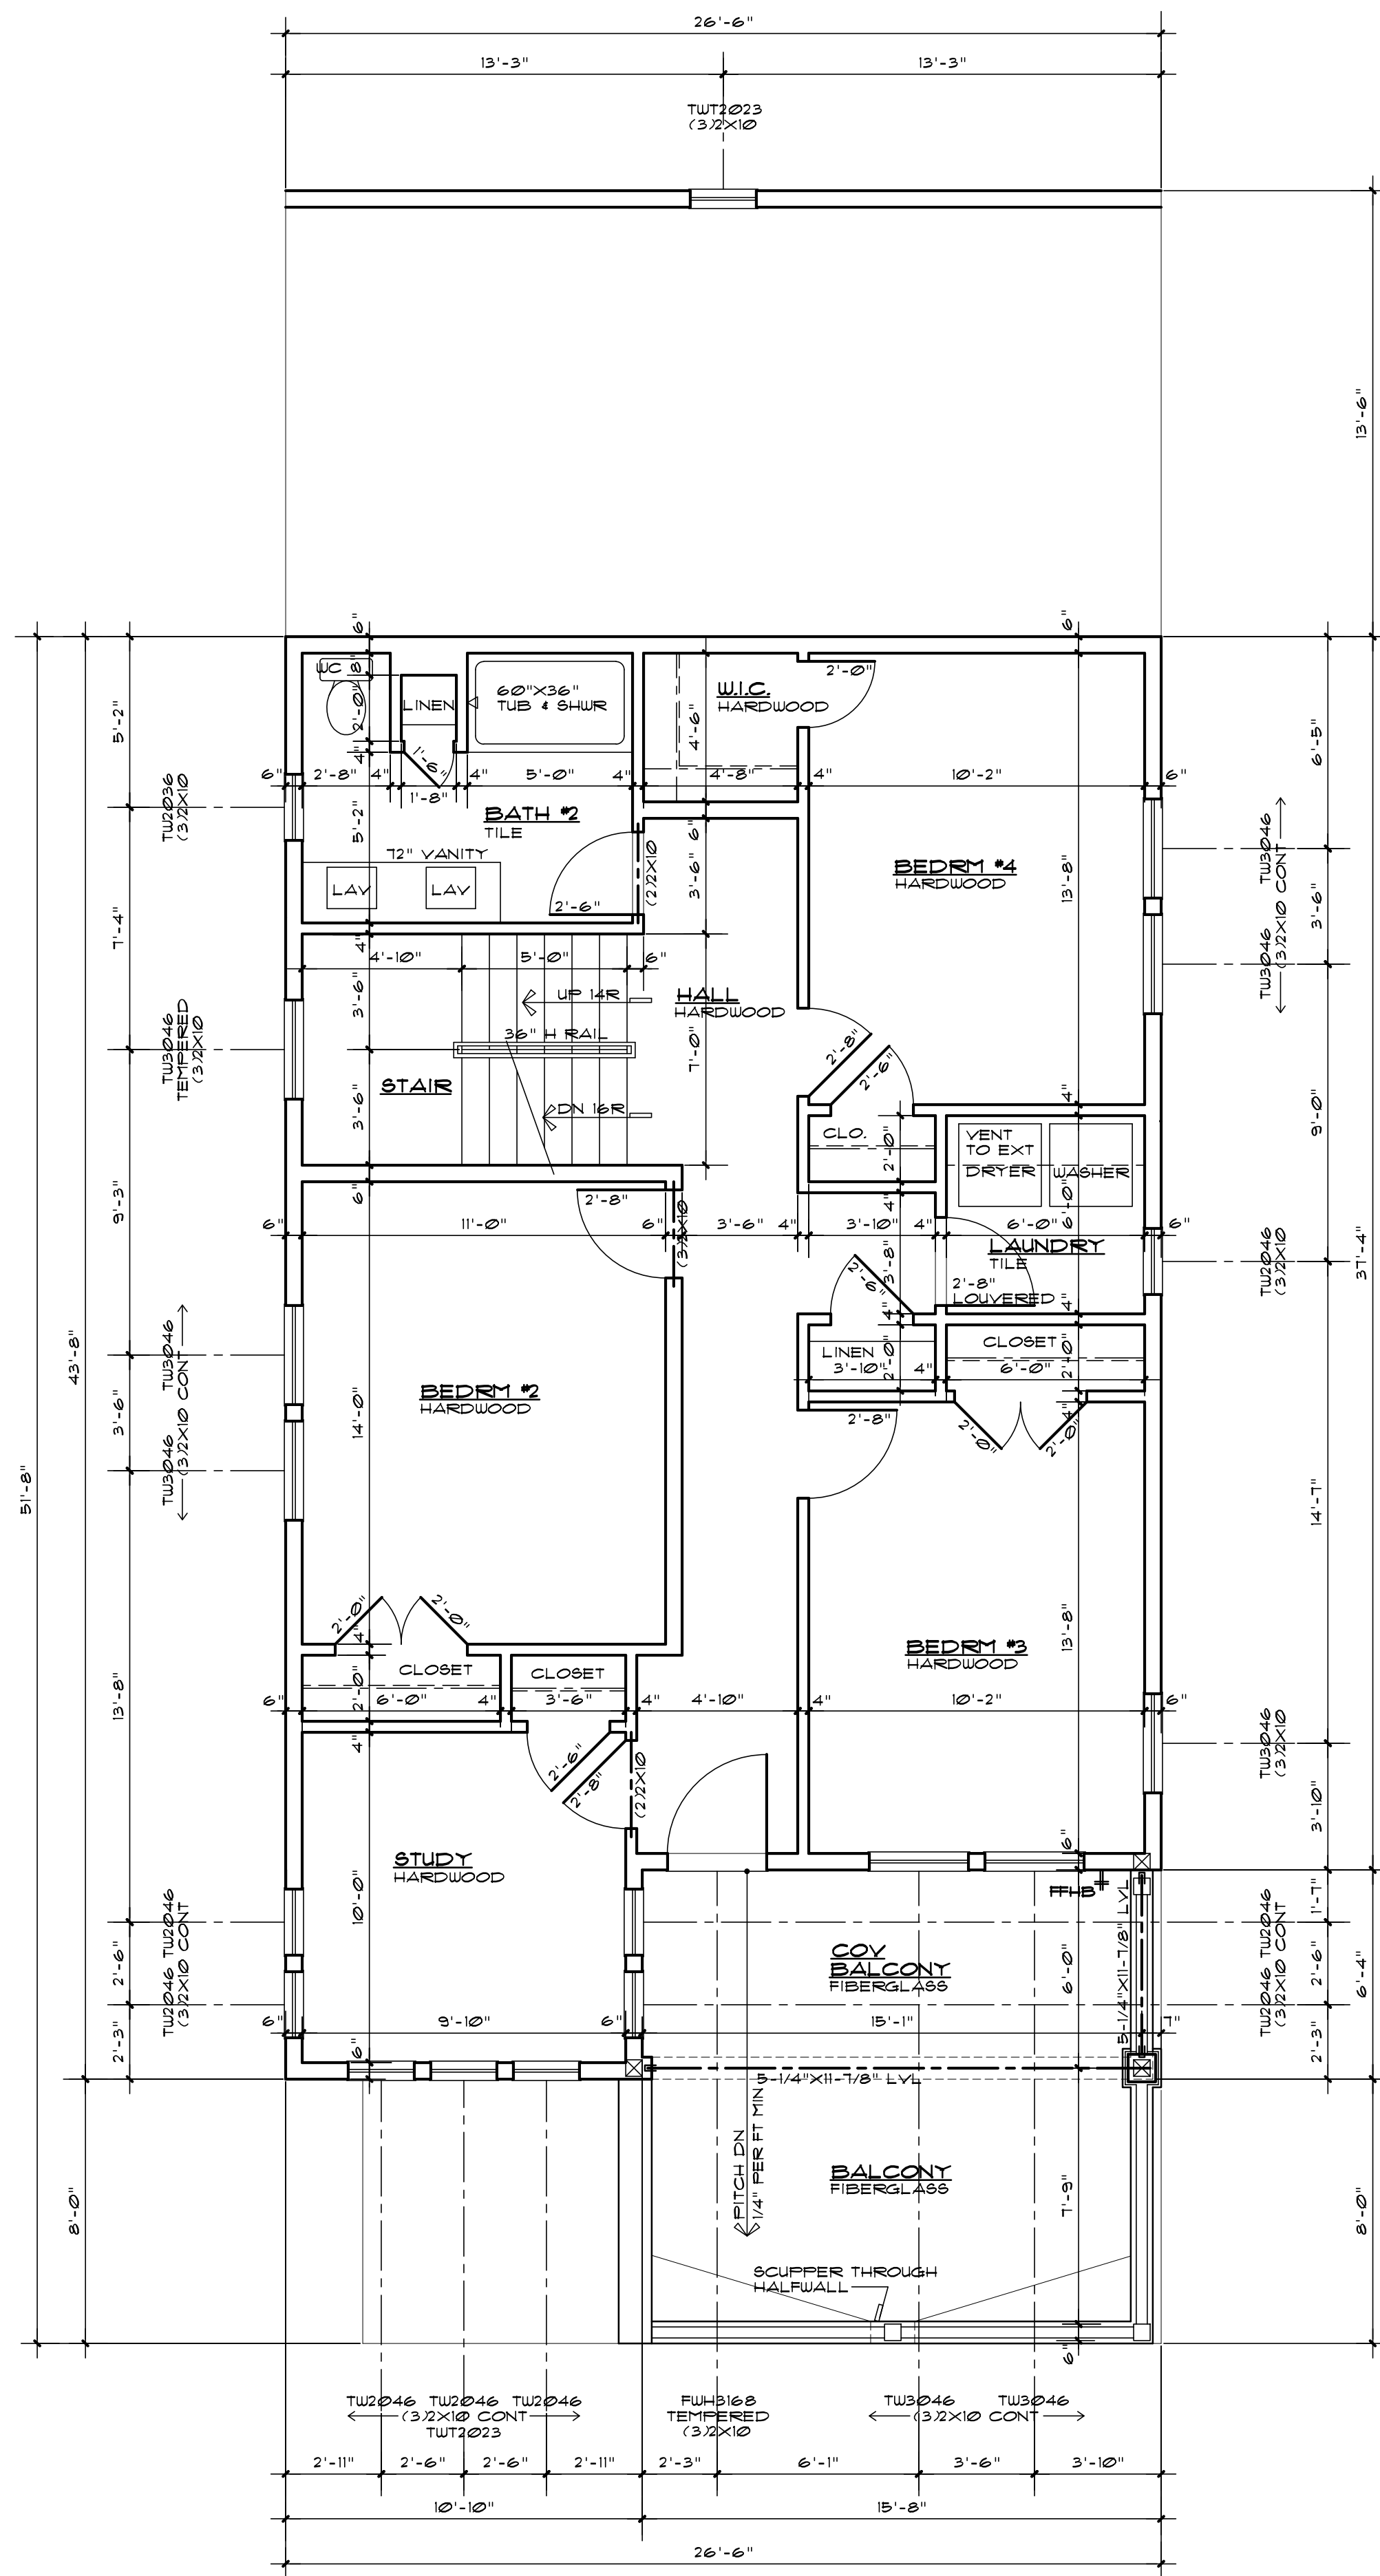 26'-6"
13'-3" 13'-3"
TWT2023
(3)2X10
13'-6"
6" 6"
WC 8"
2'-0"
LINEN
60"X36"
TUB & SHWR
W.I.C.
HARDWOOD
2'-0"
4'-6"
5'-2"
6'-5"
4" 1'-6"
6" 2'-8" 4" 4" 5'-0" 4" 4'-8" 4" 10'-2" 6"
1'-8"
TW2036
(3)2X10
5'-2"
BATH #2
TILE
6"
72" VANITY
LAV LAV
2'-6"
(2)2X10
3'-6"
BEDRM #4
HARDWOOD
13'-8"
TW3046
TW3046
(3)2X10 CONT
3'-6"
7'-4"
4"
4'-10" 5'-0" 6"
3'-6"
UP 14R
HALL
HARDWOOD
36" H RAIL
TW3046
TEMPERED
(3)2X10
7'-0"
STAIR
3'-6"
DN 16R
2'-8"
2'-6"
4"
9'-0"
CLO.
2'-0"
VENT
TO EXT
DRYER WASHER
6"
2'-8"
(3)2X10
4"
6'-0"
9'-3"
6" 11'-0" 6" 3'-6" 4" 3'-10" 4" 6'-0" 6"
LAUNDRY
TILE
3'-8"
2'-6"
2'-8"
LOUVERED
4" 4"
TW2046
(3)2X10
37'-4"
43'-8"
51'-8"
TW3046
TW3046
(3)2X10 CONT
3'-6"
LINEN
3'-10" 4"
2'-0"
CLOSET
6'-0"
2'-0"
4"
BEDRM #2
HARDWOOD
14'-0"
2'-8"
2'-0" 2'-0"
14'-7"
2'-0" 2'-0"
4"
CLOSET CLOSET
2'-0"
BEDRM #3
HARDWOOD
13'-8"
13'-8"
6" 6'-0" 4" 3'-6" 4" 4'-10" 4" 10'-2" 6"
4"
2'-6"
2'-8"
(2)2X10
TW3046
(3)2X10
3'-10"
STUDY
HARDWOOD
10'-0"
6"
FFHB
5-1/4"X11-7/8" LVL
1'-7"
TW2046 TW2046
(3)2X10 CONT
TW2046 TW2046
(3)2X10 CONT
2'-6"
2'-6"
6'-4"
COV
BALCONY
FIBERGLASS
6'-0"
6" 9'-10" 6" 15'-1" 7"
2'-3" 2'-3"
6"
5-1/4"X11-7/8" LVL
PITCH DN
1/4" PER FT MIN
BALCONY
FIBERGLASS
7'-9"
8'-0" 8'-0"
SCUPPER THROUGH
HALFWALL
6"
TW2046 TW2046 TW2046
(3)2X10 CONT
TWT2023
FWH3168
TEMPERED
(3)2X10
TW3046 TW3046
(3)2X10 CONT
2'-11" 2'-6" 2'-6" 2'-11" 2'-3" 6'-1" 3'-6" 3'-10"
10'-10" 15'-8"
26'-6"